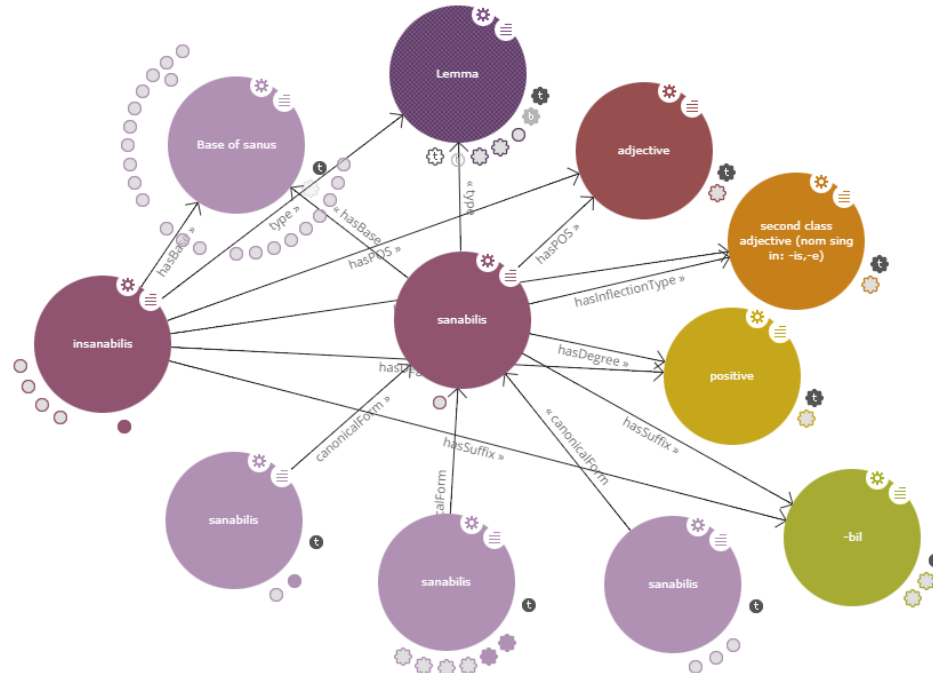 Lemma
Base of sanus
adjective
second class
adjective (nom sing
in: -is,-e)
hasBase »
type »
« hasBase
« type
hasPOS »
hasPOS »
hasInflectionType »
insanabilis
sanabilis
positive
hasDegree »
canonicalForm »
hasSuffix »
hasSuffix »
« canonicalForm
sanabilis
sanabilis
sanabilis
-bil
t
t
t
t
t
t
t
t
t